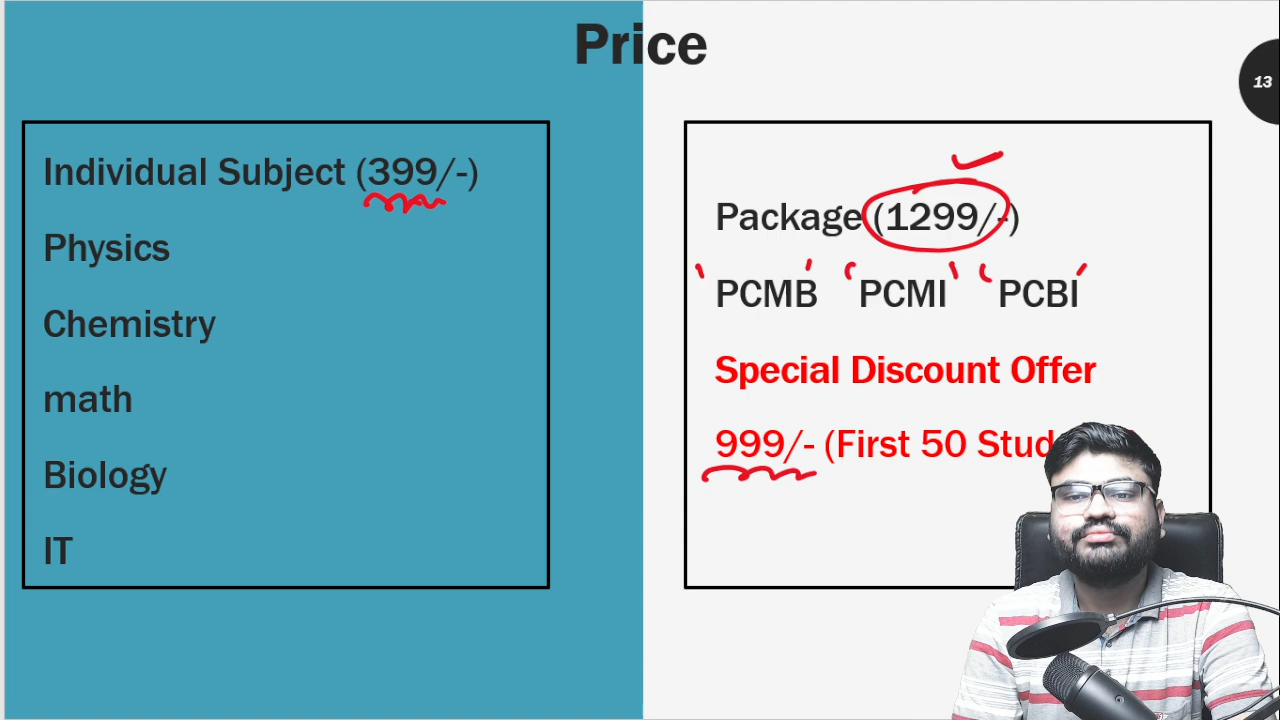 Price
13
Individual Subject (399/-)
Physics
Chemistry
math
Biology
IT
Package (1299/-)
PCMB PCMI PCBI
Special Discount Offer
999/- (First 50